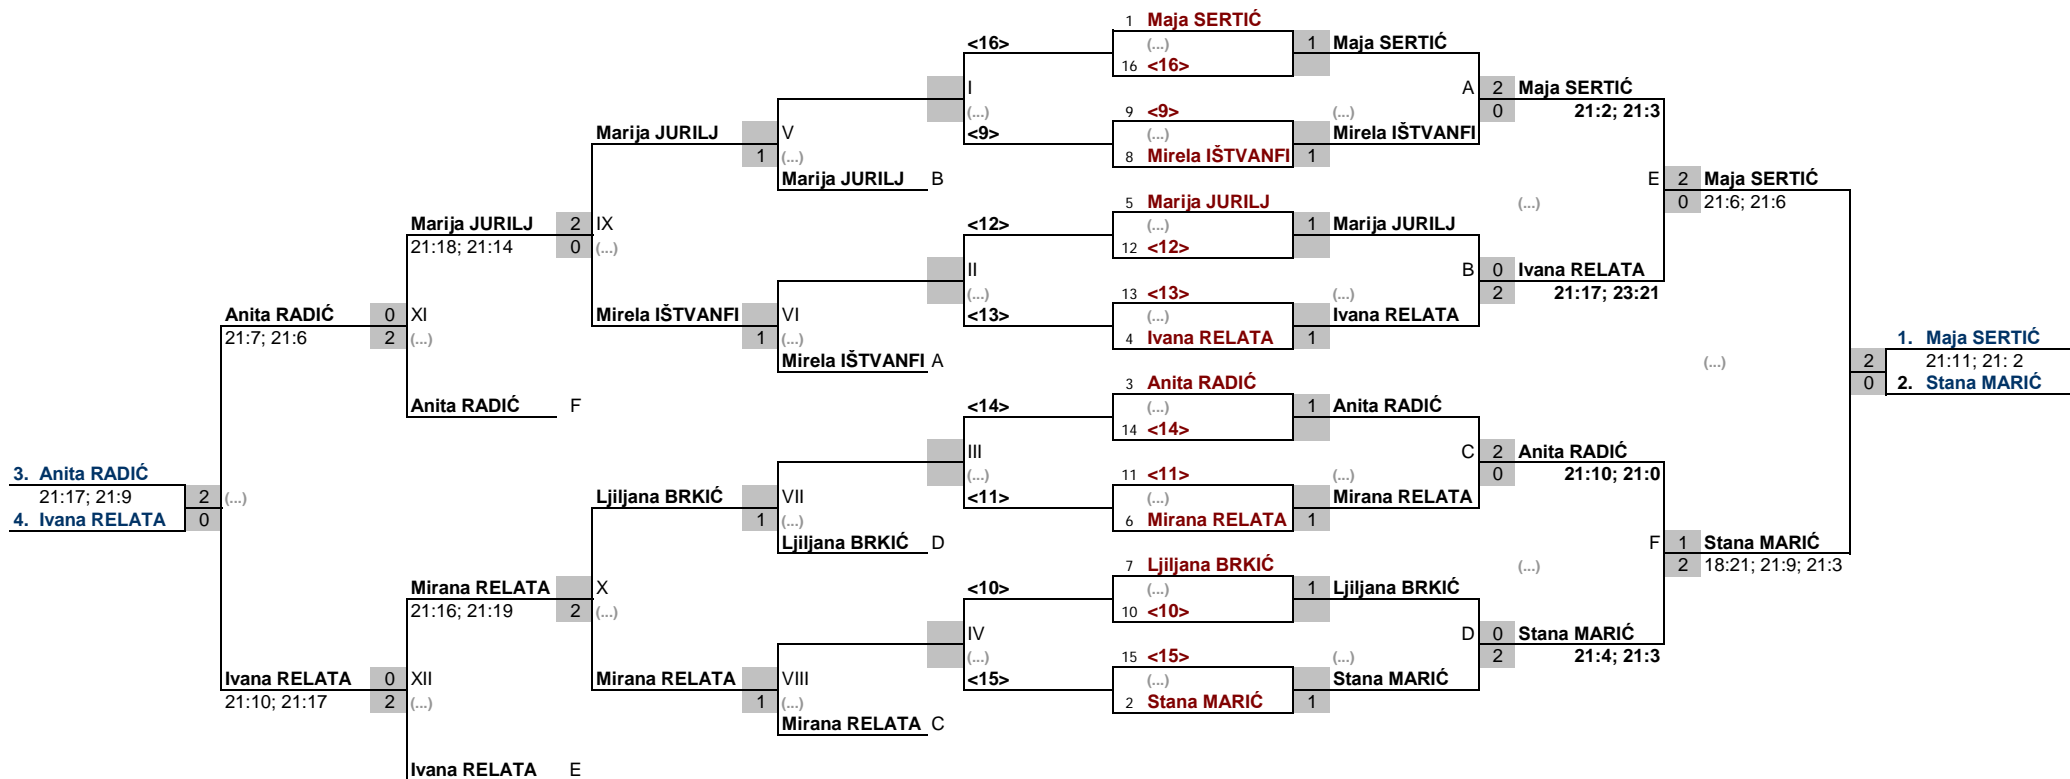 1 Maja SERTIĆ
<16> (...) 1 Maja SERTIĆ
16 <16>
I A 2 Maja SERTIĆ
(...) 9 <9> (...) 0 21:2; 21:3
Marija JURILJ V <9> (...) Mirela IŠTVANFI
1 (...) 8 Mirela IŠTVANFI 1
Marija JURILJ B E 2 Maja SERTIĆ
5 Marija JURILJ (...) 0 21:6; 21:6
Marija JURILJ 2 IX <12> (...) 1 Marija JURILJ
21:18; 21:14 0 (...) 12 <12>
II B 0 Ivana RELATA
(...) 13 <13> (...) 2 21:17; 23:21
Anita RADIĆ 0 XI Mirela IŠTVANFI VI <13> (...) Ivana RELATA
21:7; 21:6 2 (...) 1 (...) 4 Ivana RELATA 1 1. Maja SERTIĆ
Mirela IŠTVANFI A (...) 2 21:11; 21: 2
3 Anita RADIĆ 0 2. Stana MARIĆ
Anita RADIĆ F <14> (...) 1 Anita RADIĆ
14 <14>
III C 2 Anita RADIĆ
3. Anita RADIĆ (...) 11 <11> (...) 0 21:10; 21:0
21:17; 21:9 2 (...) Ljiljana BRKIĆ VII <11> (...) Mirana RELATA
4. Ivana RELATA 0 1 (...) 6 Mirana RELATA 1
Ljiljana BRKIĆ D F 1 Stana MARIĆ
7 Ljiljana BRKIĆ (...) 2 18:21; 21:9; 21:3
Mirana RELATA X <10> (...) 1 Ljiljana BRKIĆ
21:16; 21:19 2 (...) 10 <10>
IV D 0 Stana MARIĆ
(...) 15 <15> (...) 2 21:4; 21:3
Ivana RELATA 0 XII Mirana RELATA VIII <15> (...) Stana MARIĆ
21:10; 21:17 2 (...) 1 (...) 2 Stana MARIĆ 1
Mirana RELATA C
Ivana RELATA E